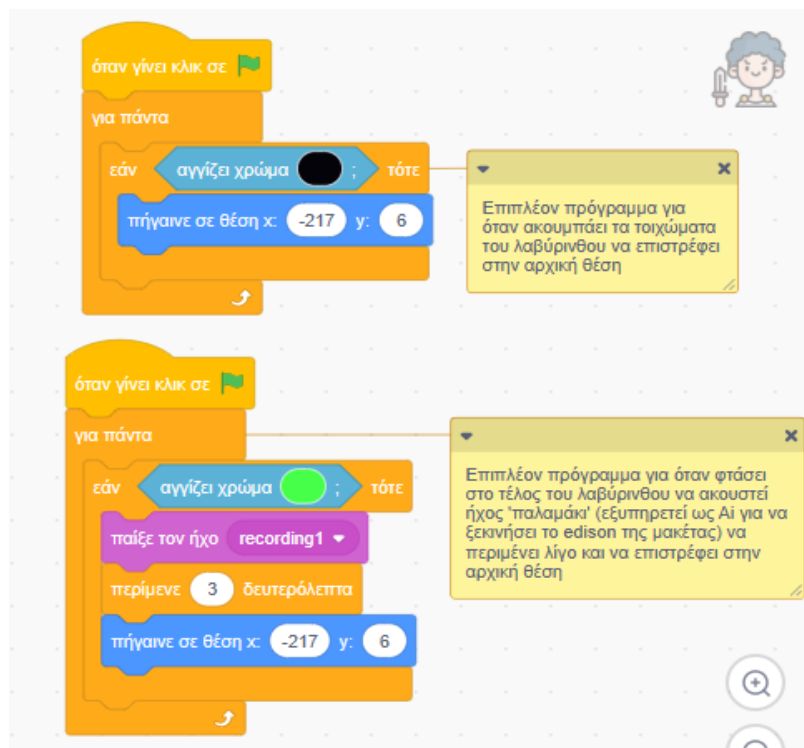 όταν γίνει κλικ σε
για πάντα
εάν αγγίζει χρώμα ; τότε
πήγαινε σε θέση x: -217 y: 6
Επιπλέον πρόγραμμα για
όταν ακουμπάει τα τοιχώματα
του λαβύρινθου να επιστρέφει
στην αρχική θέση
όταν γίνει κλικ σε
για πάντα
εάν αγγίζει χρώμα ; τότε
παίξε τον ήχο recording1
περίμενε 3 δευτερόλεπτα
πήγαινε σε θέση x: -217 y: 6
Επιπλέον πρόγραμμα για όταν φτάσει
στο τέλος του λαβύρινθου να ακουστεί
ήχος 'παλαμάκι' (εξυπηρετεί ως Ai για να
ξεκινήσει το edison της μακέτας) να
περιμένει λίγο και να επιστρέφει στην
αρχική θέση